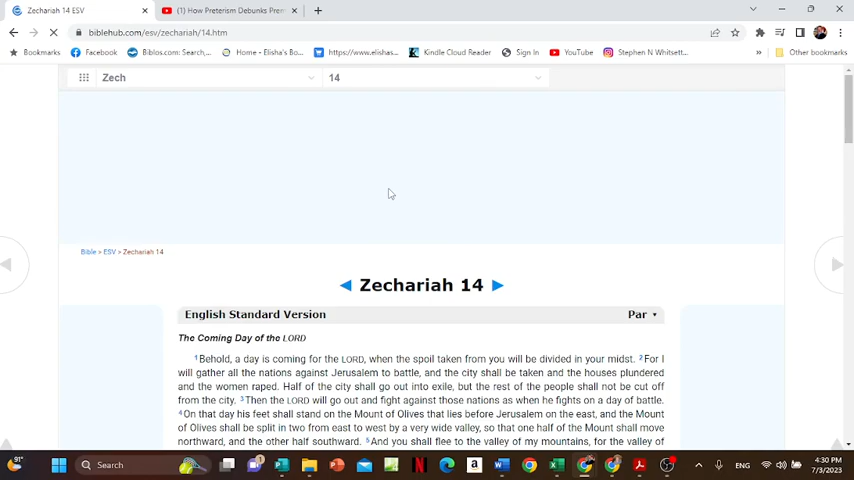 Zechariah 14 ESV
(1) How Preterism Debunks Prem
biblehub.com/esv/zechariah/14.htm
Bookmarks
Facebook
Biblos.com: Search,...
Home - Elisha's Bo...
https://www.elishas...
Kindle Cloud Reader
Sign In
YouTube
Stephen N Whitsett...
»
Other bookmarks
Zech
14
Bible > ESV > Zechariah 14
Zechariah 14
English Standard Version
Par
The Coming Day of the LORD
1Behold, a day is coming for the LORD, when the spoil taken from you will be divided in your midst. 2For I
will gather all the nations against Jerusalem to battle, and the city shall be taken and the houses plundered
and the women raped. Half of the city shall go out into exile, but the rest of the people shall not be cut off
from the city. 3Then the LORD will go out and fight against those nations as when he fights on a day of battle.
4On that day his feet shall stand on the Mount of Olives that lies before Jerusalem on the east, and the Mount
of Olives shall be split in two from east to west by a very wide valley, so that one half of the Mount shall move
northward, and the other half southward. 5And you shall flee to the valley of my mountains, for the valley of
91°
Search
ENG
4:30 PM
7/3/2023